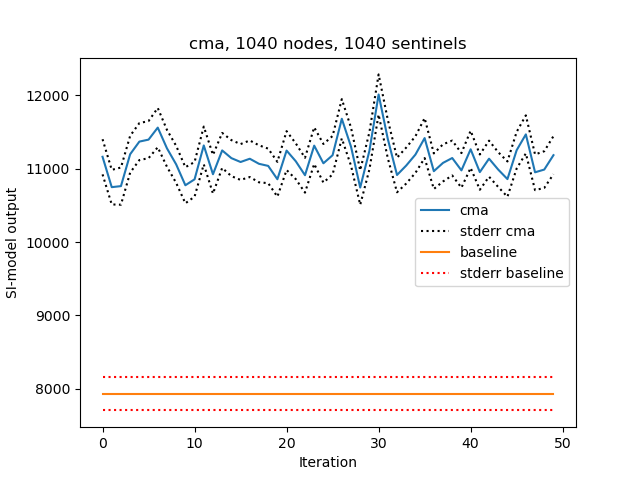 cma, 1040 nodes, 1040 sentinels
12000
11000
10000
9000
8000
SI-model output
cma
stderr cma
baseline
stderr baseline
0
10
20
30
40
50
Iteration